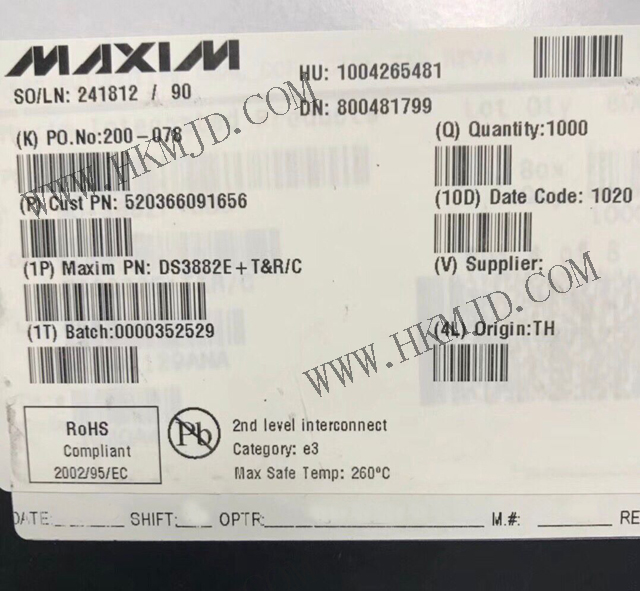 MAXIM
HU: 1004265481
SO/LN: 241812 / 90
DN: 800481799
(K) PO.No:200-078
(Q) Quantity:1000
(P) Cust PN: 520366091656
(10D) Date Code: 1020
(1P) Maxim PN: DS3882E+T&R/C
(V) Supplier:
(1T) Batch:0000352529
(4L) Origin:TH
RoHS
Compliant
2002/95/EC
Pb
2nd level interconnect
Category: e3
Max Safe Temp: 260°C
DATE: SHIFT: OPTR: M.#: RE
WWW.HKMJD.COM
WWW.HKMJD.COM